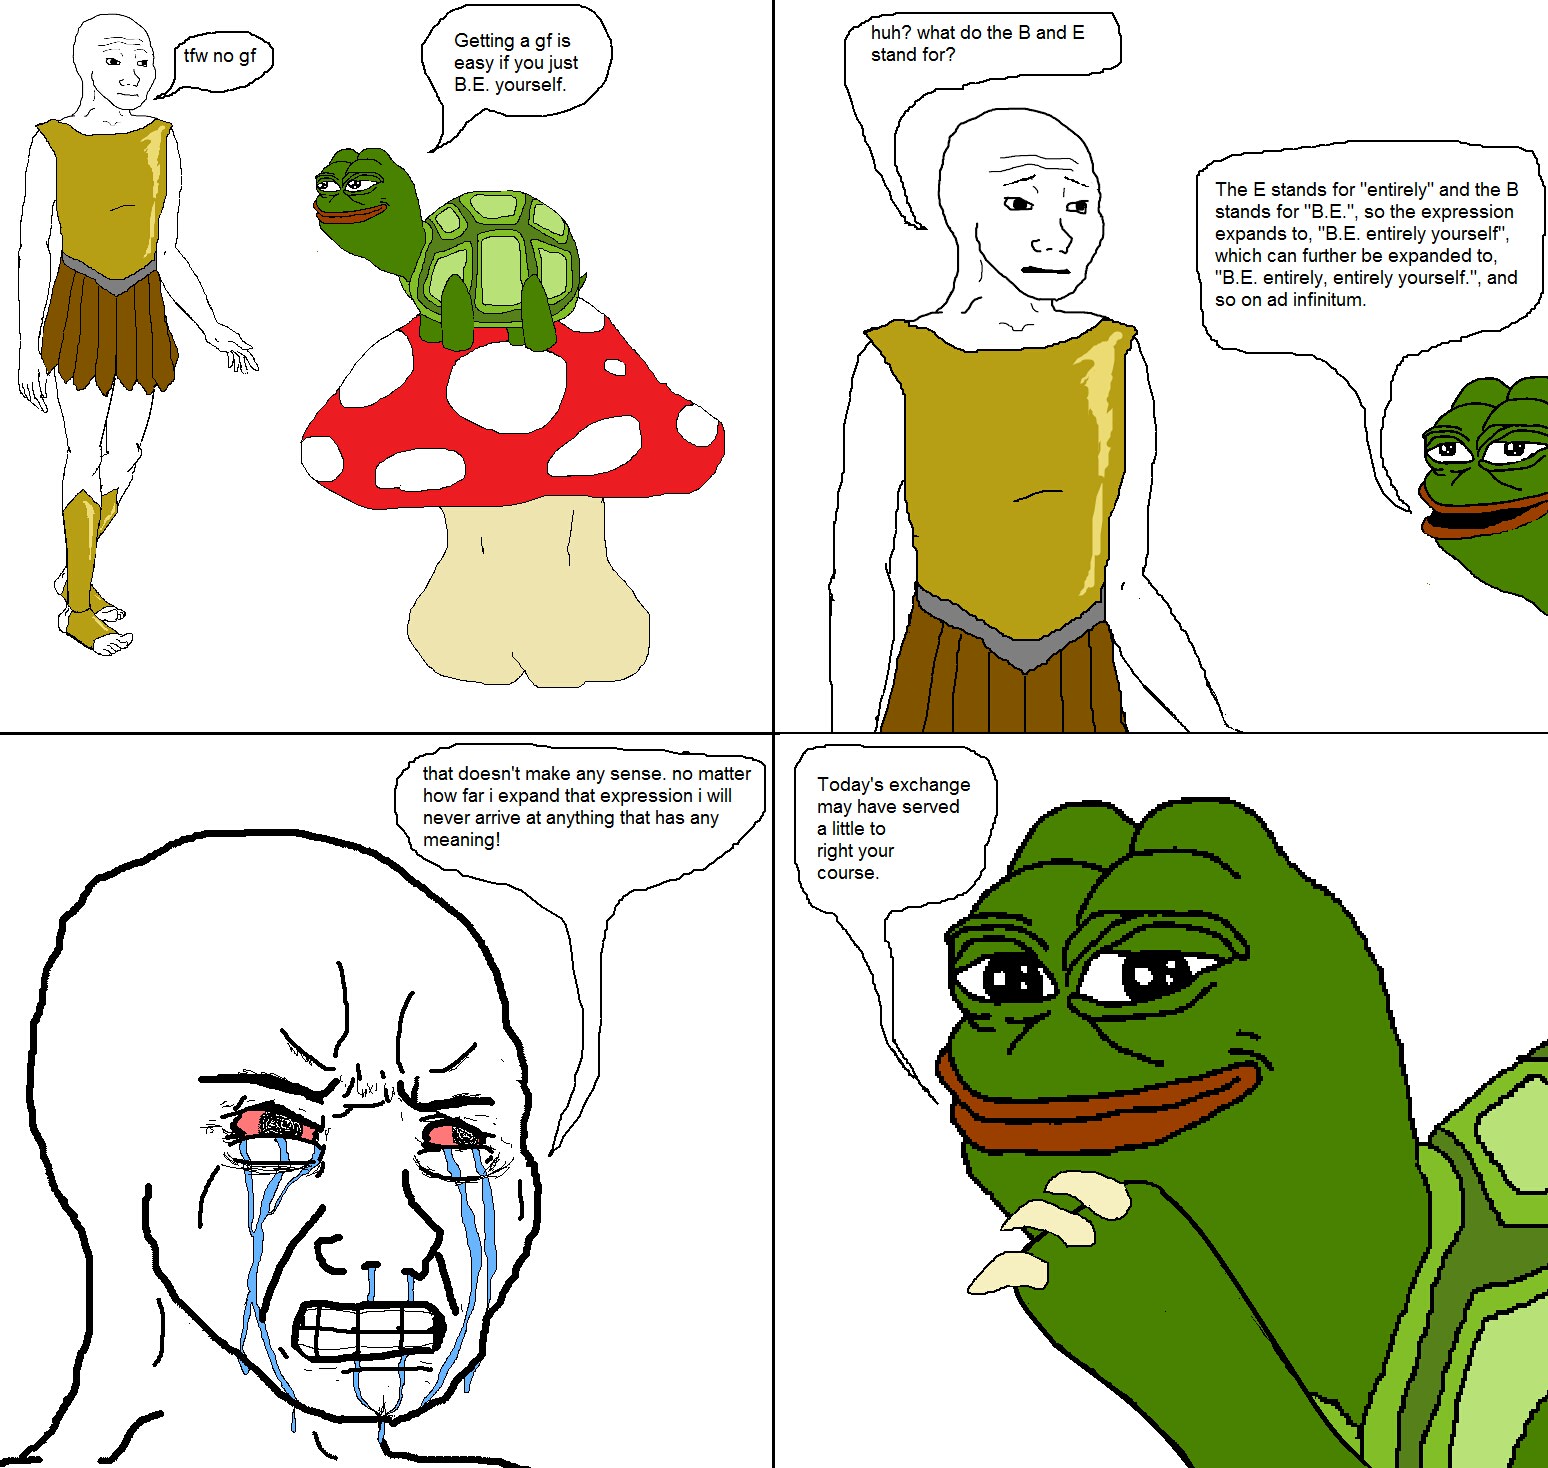 tfw no gf
Getting a gf is
easy if you just
B.E. yourself.
huh? what do the B and E
stand for?
The E stands for "entirely" and the B
stands for "B.E.", so the expression
expands to, "B.E. entirely yourself",
which can further be expanded to,
"B.E. entirely, entirely yourself.", and
so on ad infinitum.
that doesn't make any sense. no matter
how far i expand that expression i will
never arrive at anything that has any
meaning!
Today's exchange
may have served
a little to
right your
course.